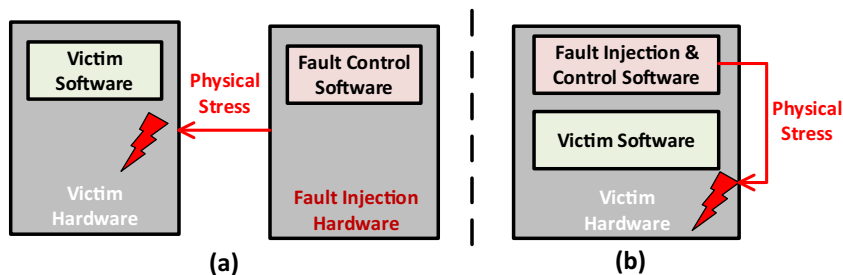 Victim
Software
Victim
Hardware
Physical
Stress
Fault Control
Software
Fault Injection
Hardware
(a)
Fault Injection &
Control Software
Victim Software
Victim
Hardware
Physical
Stress
(b)